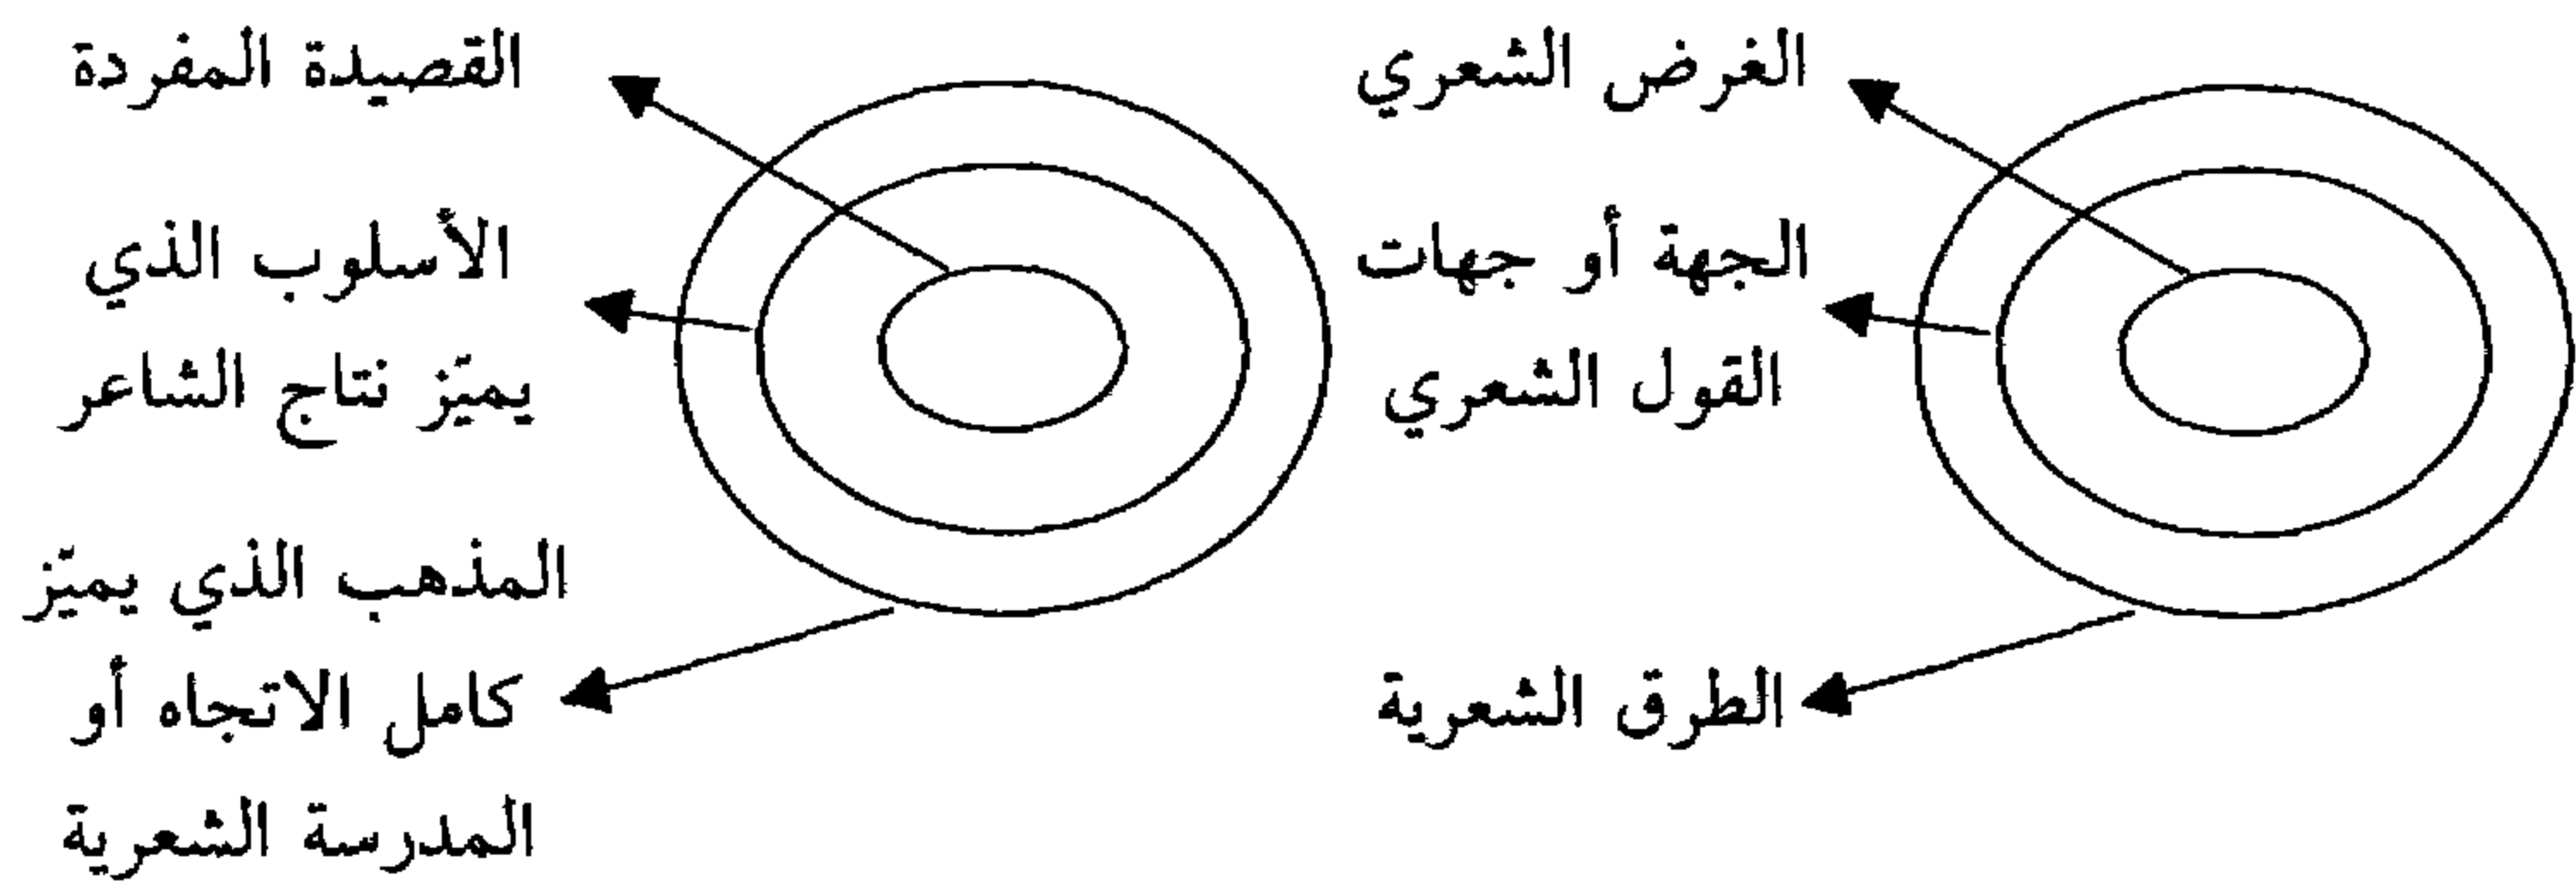 الغرض الشعري
الجهة أو جهات
القول الشعري
الطرق الشعرية
القصيدة المفردة
الأسلوب الذي
يميّز نتاج الشاعر
المذهب الذي يميّز
كامل الاتجاه أو
المدرسة الشعرية